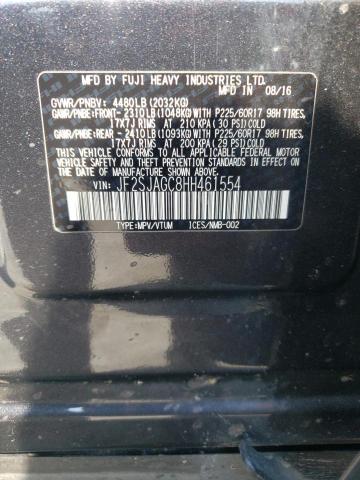 MFD BY FUJI HEAVY INDUSTRIES LTD.
MFD IN 08/16
GVWR/PNBV: 4480LB(2032KG)
GAWR/PNBE:FRONT- 2310LB(1048KG)WITH P225/60R17 98H TIRES,
17X7J RIMS AT 210 KPA(30 PSI)COLD
GAWR/PNBE:REAR - 2410LB(1093KG)WITH P225/60R17 98H TIRES,
17X7J RIMS AT 200 KPA(29 PSI)COLD
THIS VEHICLE CONFORMS TO ALL APPLICABLE FEDERAL MOTOR
VEHICLE SAFETY, BUMPER, AND THEFT PREVENTION STANDARDS
IN EFFECT ON THE DATE OF MANUFACTURE SHOWN ABOVE.
VIN: JF2SJAGC8HH461554
TYPE:MPV/VTUM ICES/NMB-002